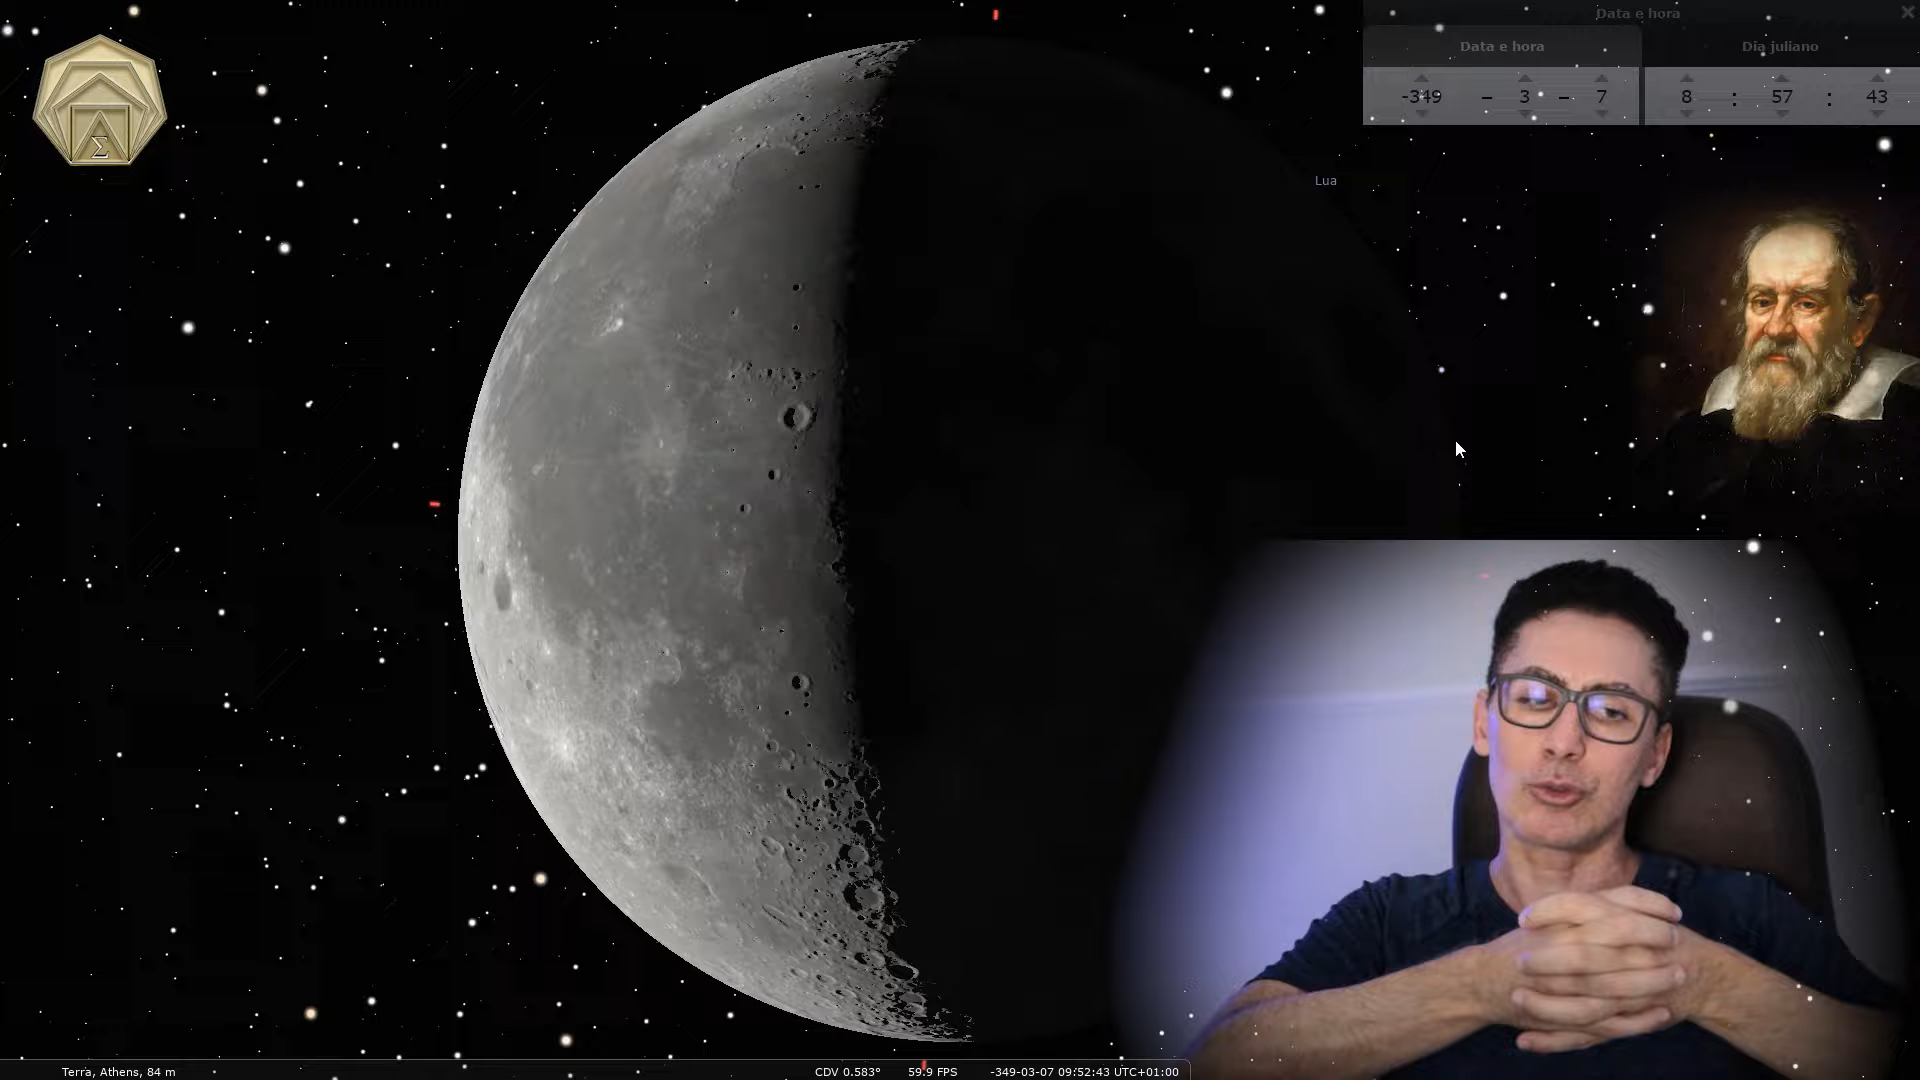 Data e hora
Data e hora Dia juliano
-349 – 3 – 7 8 : 57 : 43
Lua
Σ
Terra, Athens, 84 m CDV 0.583° 59.9 FPS -349-03-07 09:52:43 UTC+01:00